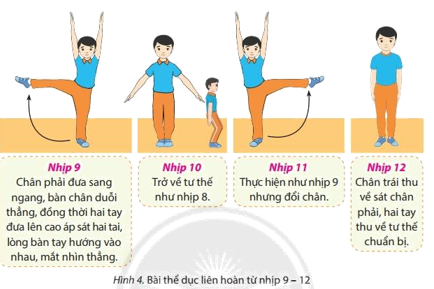 Nhịp 9
Chân phải đưa sang
ngang, bàn chân duỗi
thẳng, đồng thời hai tay
đưa lên cao áp sát hai tai,
lòng bàn tay hướng vào
nhau, mắt nhìn thẳng.
Nhịp 10
Trở về tư thế
như nhịp 8.
Nhịp 11
Thực hiện như nhịp 9
nhưng đổi chân.
Nhịp 12
Chân trái thu
về sát chân
phải, hai tay
thu về tư thế
chuẩn bị.
Hình 4. Bài thể dục liên hoàn từ nhịp 9 – 12